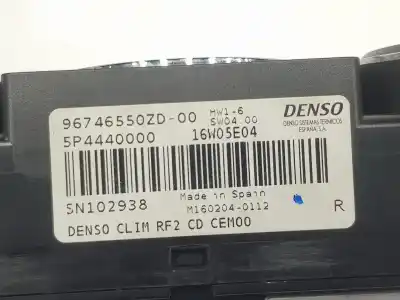 96746550ZD-00 HW1-6 DENSO
SW04.00 DENSO SISTEMAS TERMICOS
5P4440000 16W05E04 ESPAÑA, S.A.
SN102938 Made in Spain
M160204-0112 R
DENSO CLIM RF2 CD CEM00